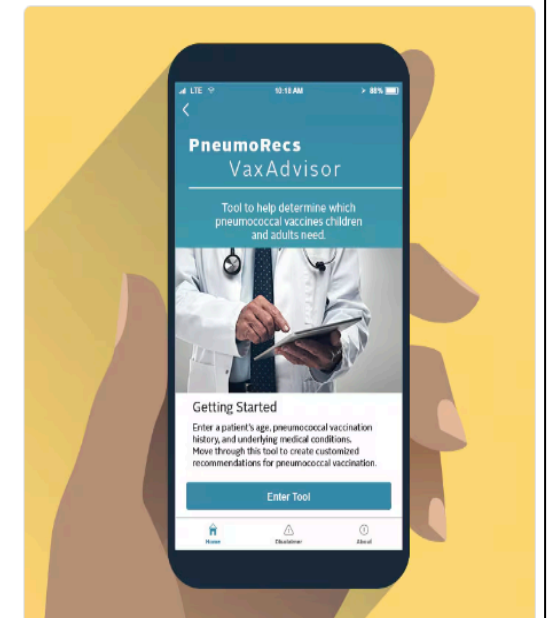 LTE 10:18 AM 88%
PneumoRecs
VaxAdvisor
Tool to help determine which
pneumococcal vaccines children
and adults need.
Getting Started
Enter a patient's age, pneumococcal vaccination
history, and underlying medical conditions.
Move through this tool to create customized
recommendations for pneumococcal vaccination.
Enter Tool
Home Disclaimer About